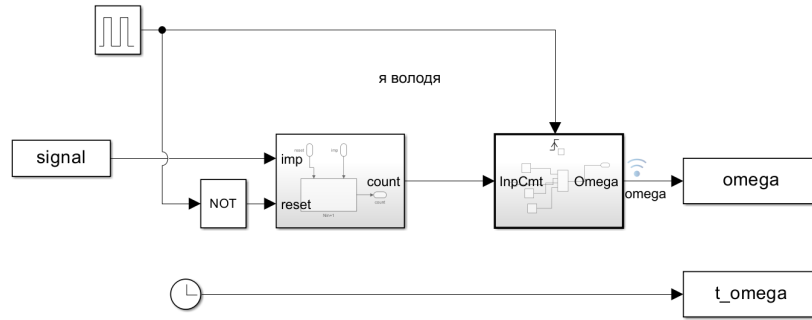 я володя
signal
imp
count
reset
NOT
InpCmt
Omega
omega
omega
t_omega